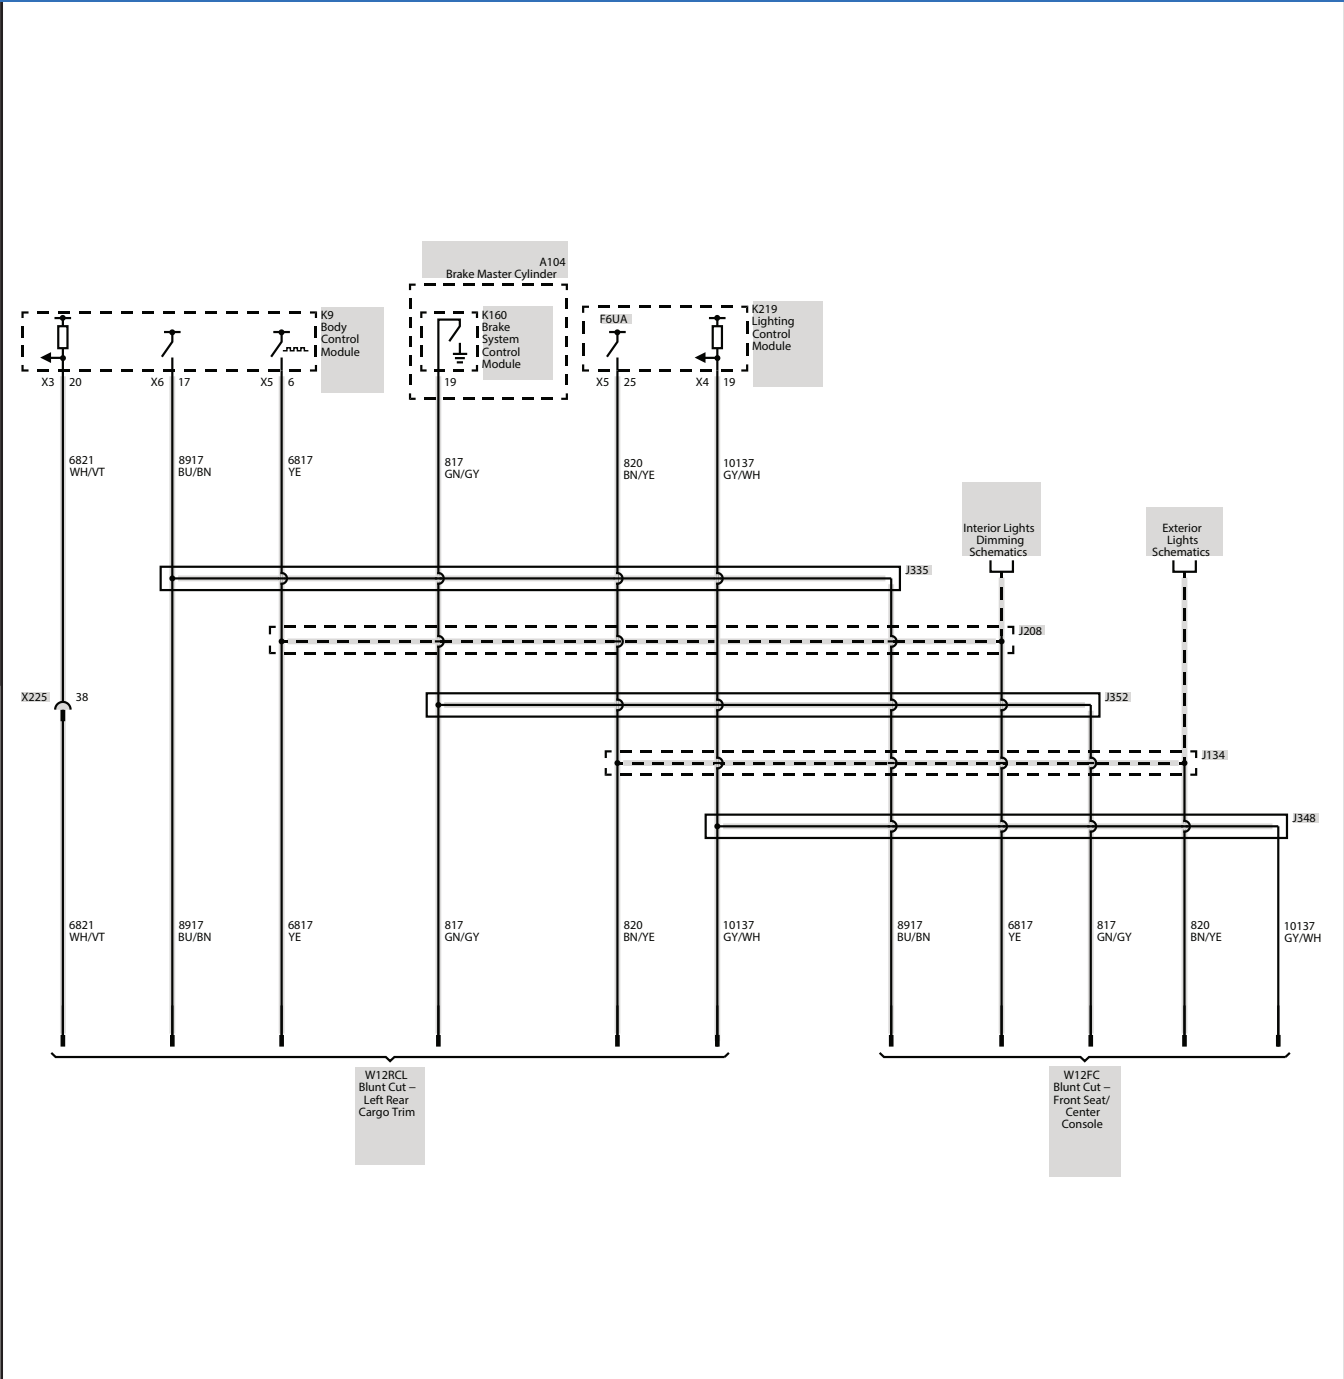 A104
Brake Master Cylinder
K9
Body
Control
Module
K160
Brake
System
Control
Module
F6UA
K219
Lighting
Control
Module
X3 20
X6 17
X5 6
19
X5 25
X4 19
6821
WH/VT
8917
BU/BN
6817
YE
817
GN/GY
820
BN/YE
10137
GY/WH
Interior Lights
Dimming
Schematics
Exterior
Lights
Schematics
J335
J208
X225 38
J352
J134
J348
6821
WH/VT
8917
BU/BN
6817
YE
817
GN/GY
820
BN/YE
10137
GY/WH
8917
BU/BN
6817
YE
817
GN/GY
820
BN/YE
10137
GY/WH
W12RCL
Blunt Cut –
Left Rear
Cargo Trim
W12FC
Blunt Cut –
Front Seat/
Center
Console